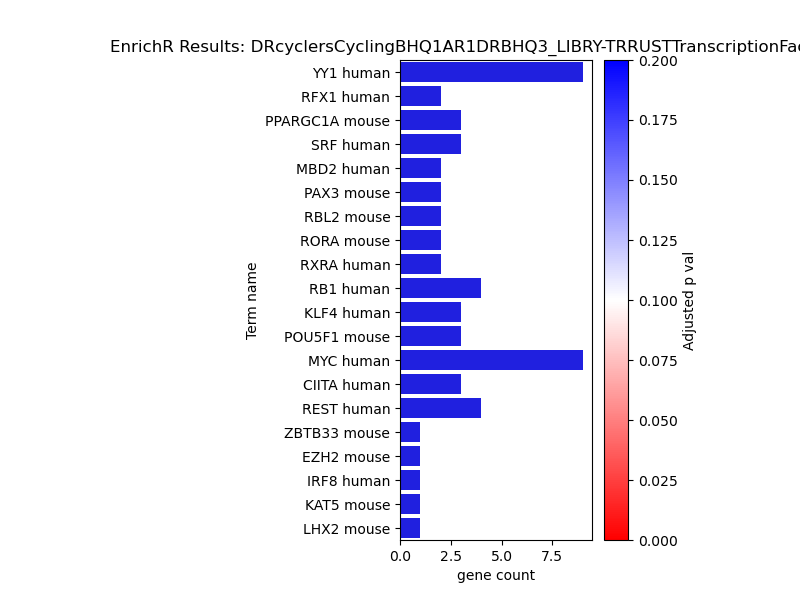 EnrichR Results: DRcyclersCyclingBHQ1AR1DRBHQ3_LIBRY-TRRUSTTranscriptionFac
YY1 human
RFX1 human
PPARGC1A mouse
SRF human
MBD2 human
PAX3 mouse
RBL2 mouse
RORA mouse
RXRA human
RB1 human
KLF4 human
POU5F1 mouse
MYC human
CIITA human
REST human
ZBTB33 mouse
EZH2 mouse
IRF8 human
KAT5 mouse
LHX2 mouse
Term name
0.0 2.5 5.0 7.5
gene count
0.200
0.175
0.150
0.125
0.100
0.075
0.050
0.025
0.000
Adjusted p val